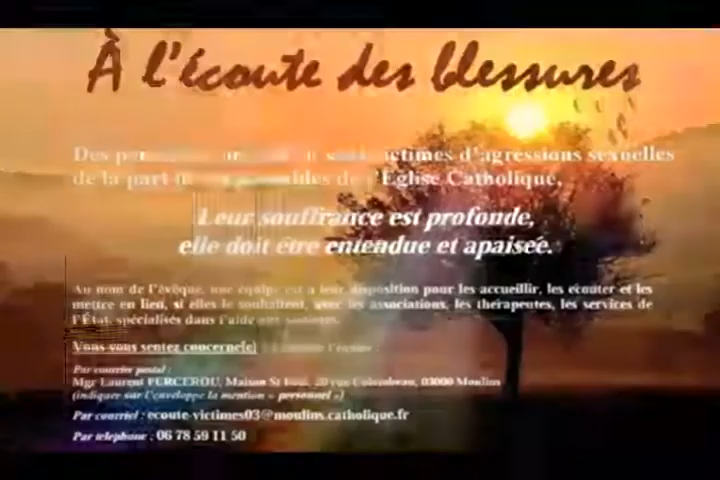 À l'écoute des blessures
Des victimes d'agressions sexuelles
de la part de l'Église Catholique,
Leur souffrance est profonde,
elle doit être entendue et apaisée.
Au nom de l'évêque, une équipe est à leur disposition pour les accueillir, les écouter et les
mettre en lien, si elles le souhaitent, avec les associations, les thérapeutes, les services de
l'État, spécialisés dans l'aide aux
Vous vous sentez concerné(e)
Par courrier postal :
Mgr Laurent PERCEROU, Maison St Paul, 20 rue Colombeau, 03000 Moulins
(indiquer sur l'enveloppe la mention « personnel »)
Par courriel : ecoute-victimes03@moulins.catholique.fr
Par téléphone : 06 78 59 11 50